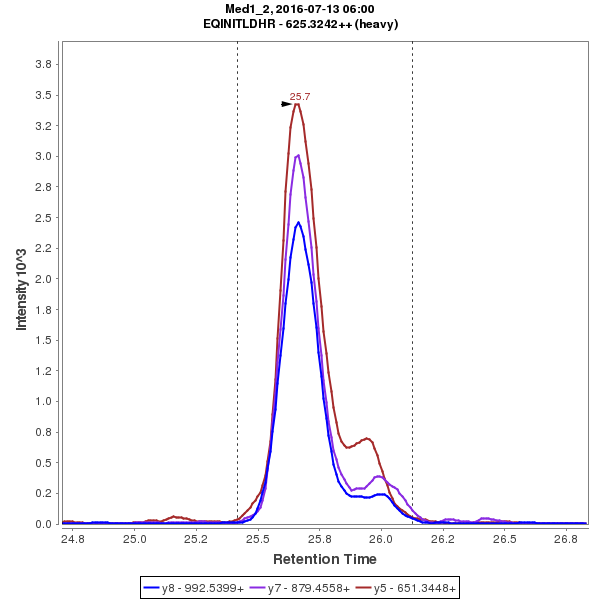 Med1_2, 2016-07-13 06:00
EQINITLDHR - 625.3242++ (heavy)
3.8
3.5
3.2
3.0
2.8
2.5
2.2
2.0
1.8
1.5
1.2
1.0
0.8
0.5
0.2
0.0
Intensity 10^3
25.7
24.8 25.0 25.2 25.5 25.8 26.0 26.2 26.5 26.8
Retention Time
y8 - 992.5399+ y7 - 879.4558+ y5 - 651.3448+